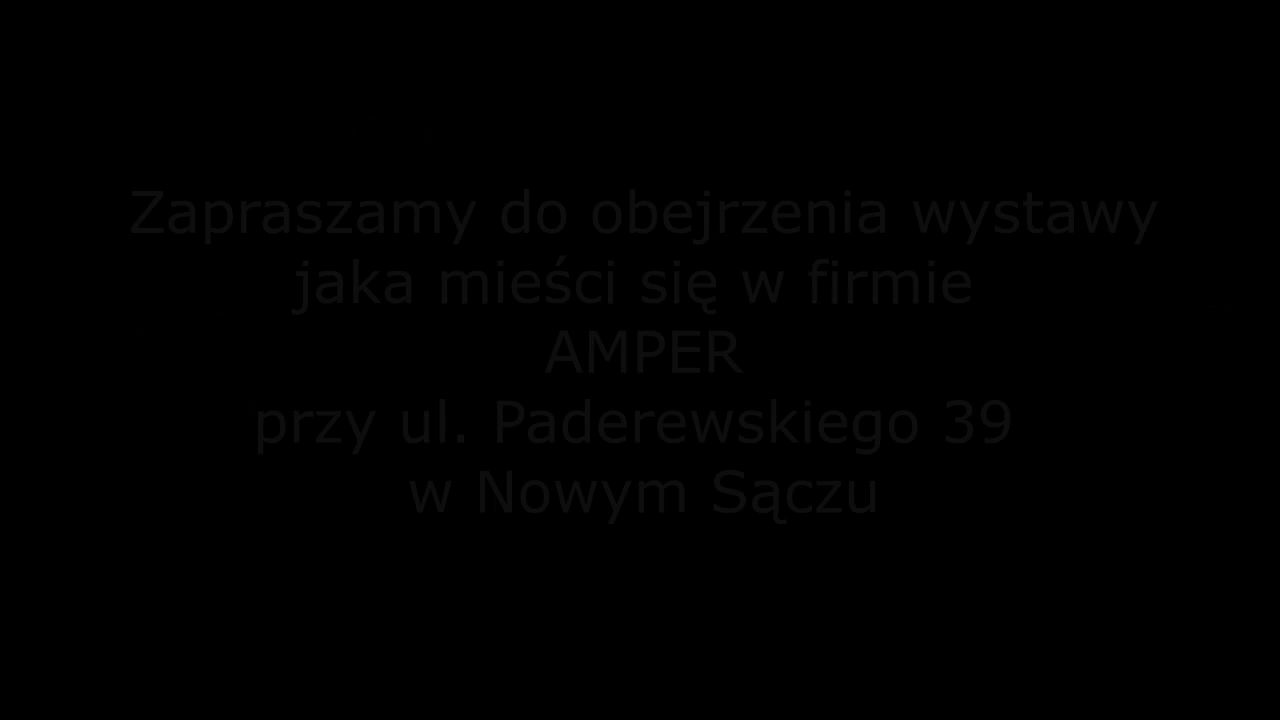 Zapraszamy do obejrzenia wystawy
jaka mieści się w firmie
AMPER
przy ul. Paderewskiego 39
w Nowym Sączu